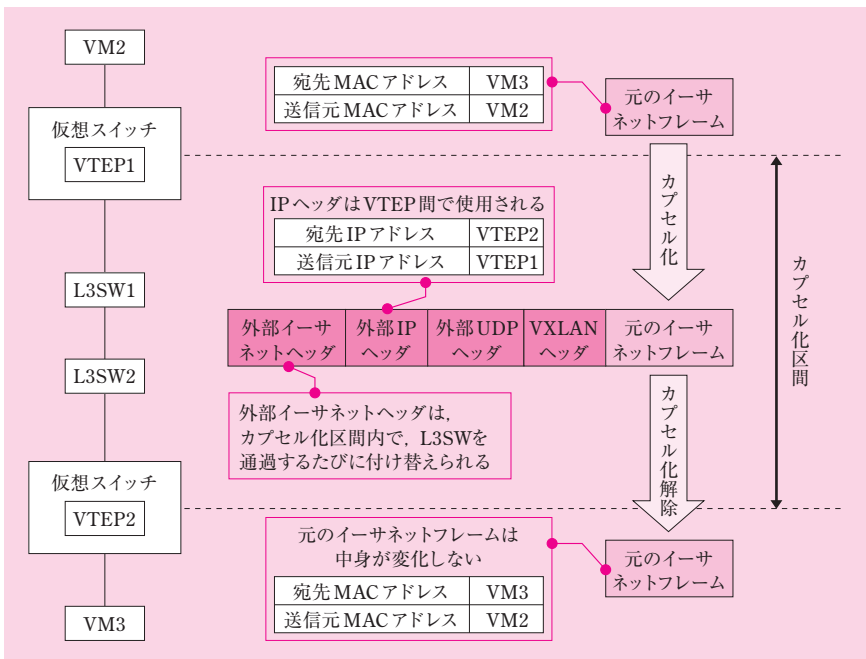 VM2
仮想スイッチ
VTEP1
L3SW1
L3SW2
仮想スイッチ
VTEP2
VM3
宛先MACアドレス VM3
送信元MACアドレス VM2
元のイーサ
ネットフレーム
カプセル化
IPヘッダはVTEP間で使用される
宛先IPアドレス VTEP2
送信元IPアドレス VTEP1
外部イーサ
ネットヘッダ
外部IP
ヘッダ
外部UDP
ヘッダ
VXLAN
ヘッダ
元のイーサ
ネットフレーム
外部イーサネットヘッダは，
カプセル化区間内で，L3SWを
通過するたびに付け替えられる
カプセル化解除
カプセル化区間
元のイーサネットフレームは
中身が変化しない
宛先MACアドレス VM3
送信元MACアドレス VM2
元のイーサ
ネットフレーム